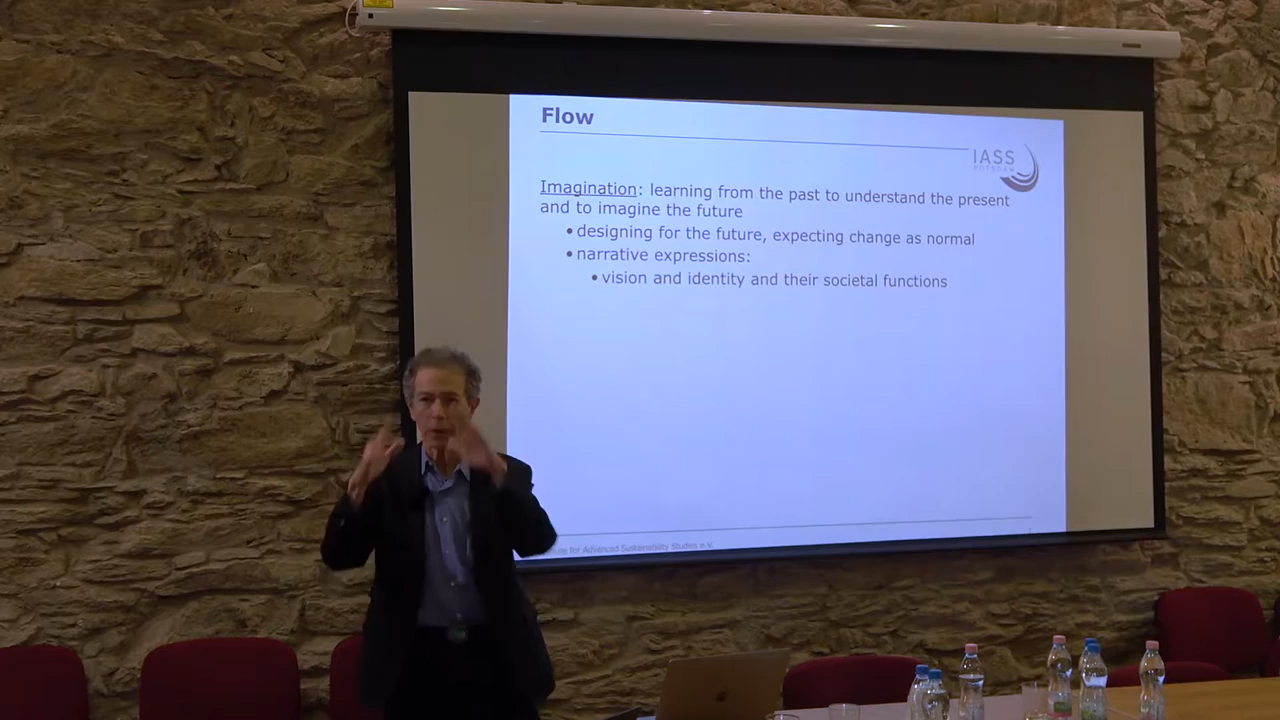 Flow
IASS
POTSDAM
Imagination: learning from the past to understand the present
and to imagine the future
• designing for the future, expecting change as normal
• narrative expressions:
• vision and identity and their societal functions
for Advanced Sustainability Studies e.V.